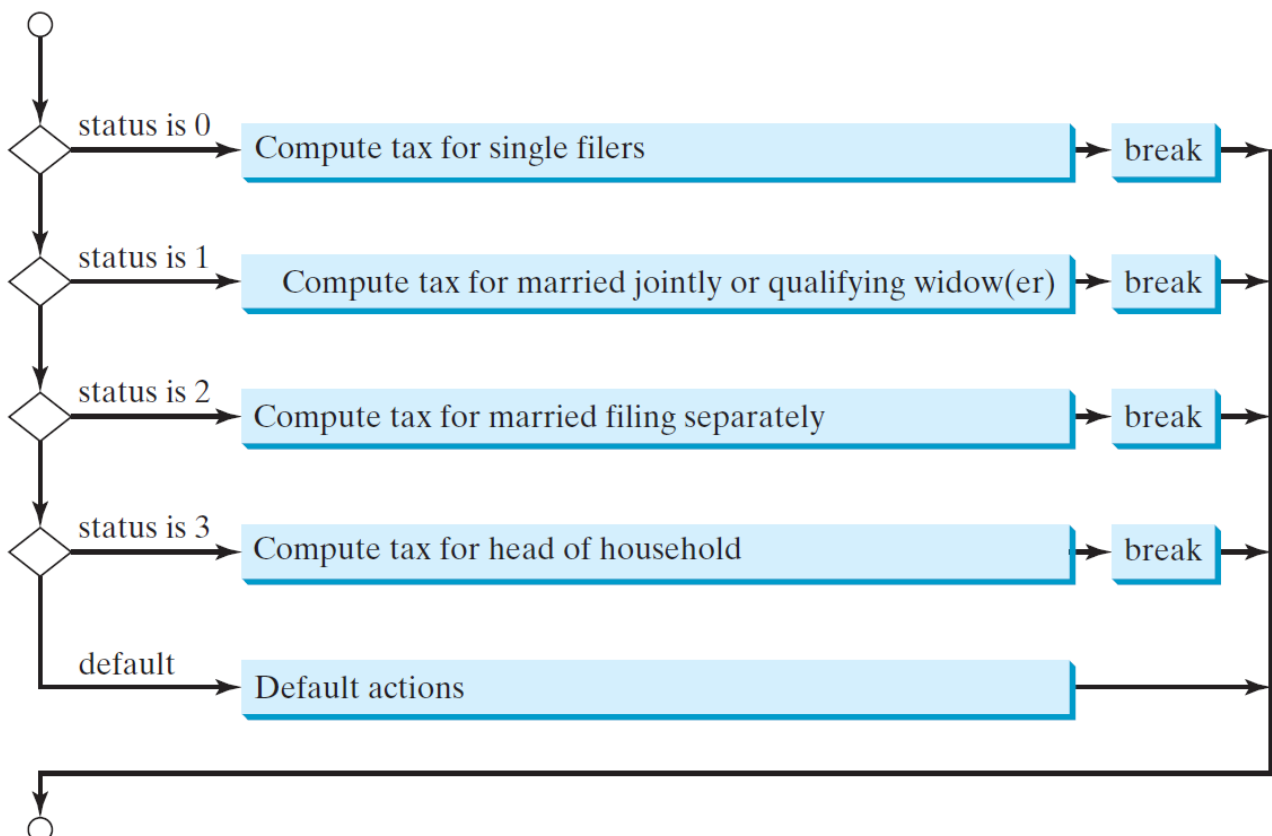 status is 0
Compute tax for single filers
break
status is 1
Compute tax for married jointly or qualifying widow(er)
break
status is 2
Compute tax for married filing separately
break
status is 3
Compute tax for head of household
break
default
Default actions